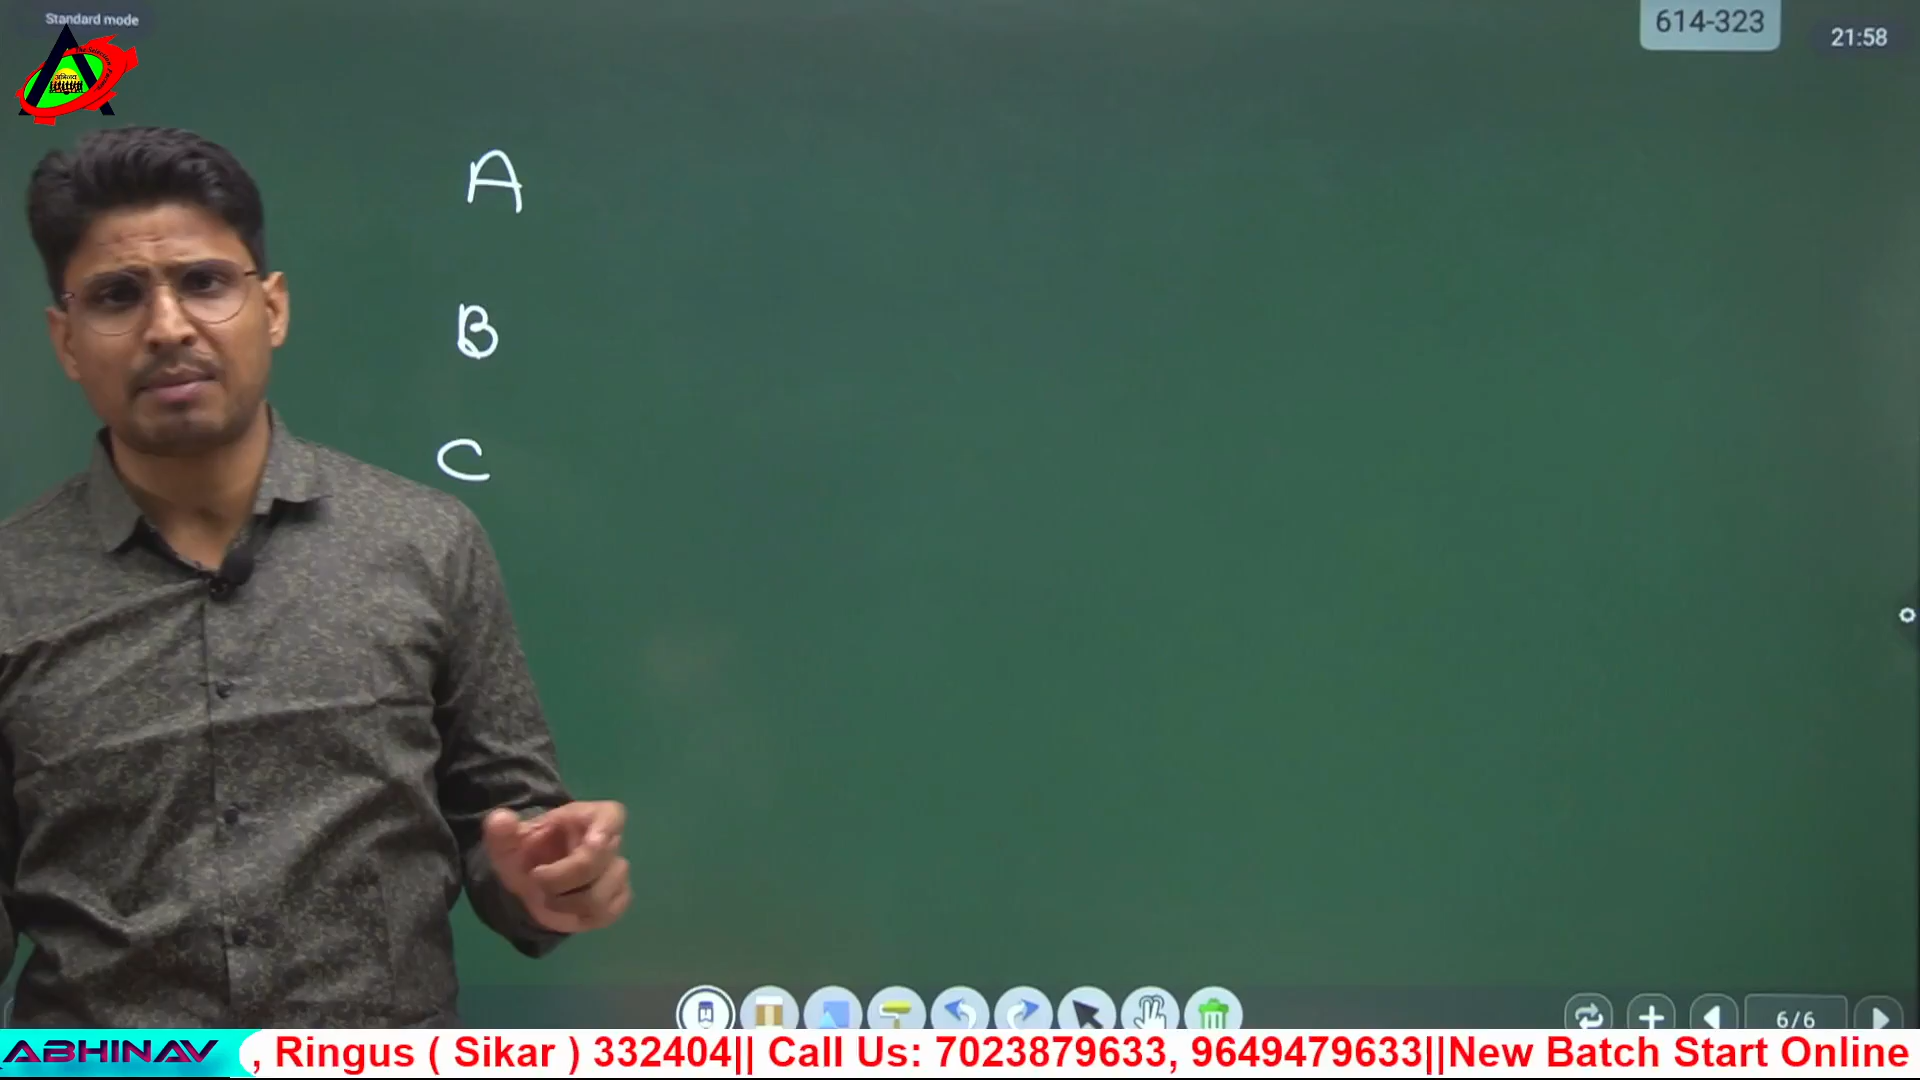 Standard mode
614-323
21:58
A
B
C
6/6
ABHINAV
, Ringus ( Sikar ) 332404|| Call Us: 7023879633, 9649479633||New Batch Start Online